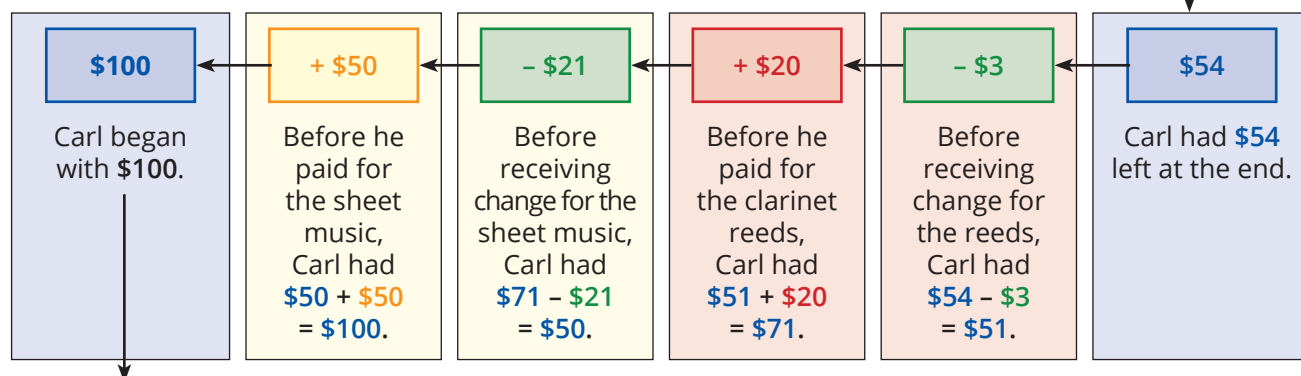 $100
Carl began
with $100.
+ $50
Before he
paid for
the sheet
music,
Carl had
$50 + $50
= $100.
– $21
Before
receiving
change for the
sheet music,
Carl had
$71 – $21
= $50.
+ $20
Before he
paid for
the clarinet
reeds,
Carl had
$51 + $20
= $71.
– $3
Before
receiving
change for
the reeds,
Carl had
$54 – $3
= $51.
$54
Carl had $54
left at the end.